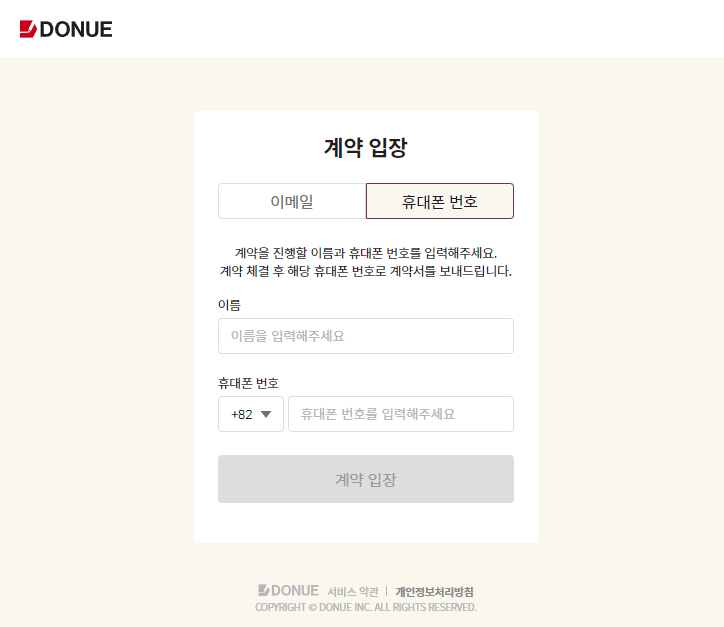 DONUE
계약 입장
이메일
휴대폰 번호
계약을 진행할 이름과 휴대폰 번호를 입력해주세요.
계약 체결 후 해당 휴대폰 번호로 계약서를 보내드립니다.
이름
이름을 입력해주세요
휴대폰 번호
+82
휴대폰 번호를 입력해주세요
계약 입장
DONUE 서비스 약관 | 개인정보처리방침
COPYRIGHT © DONUE INC. ALL RIGHTS RESERVED.